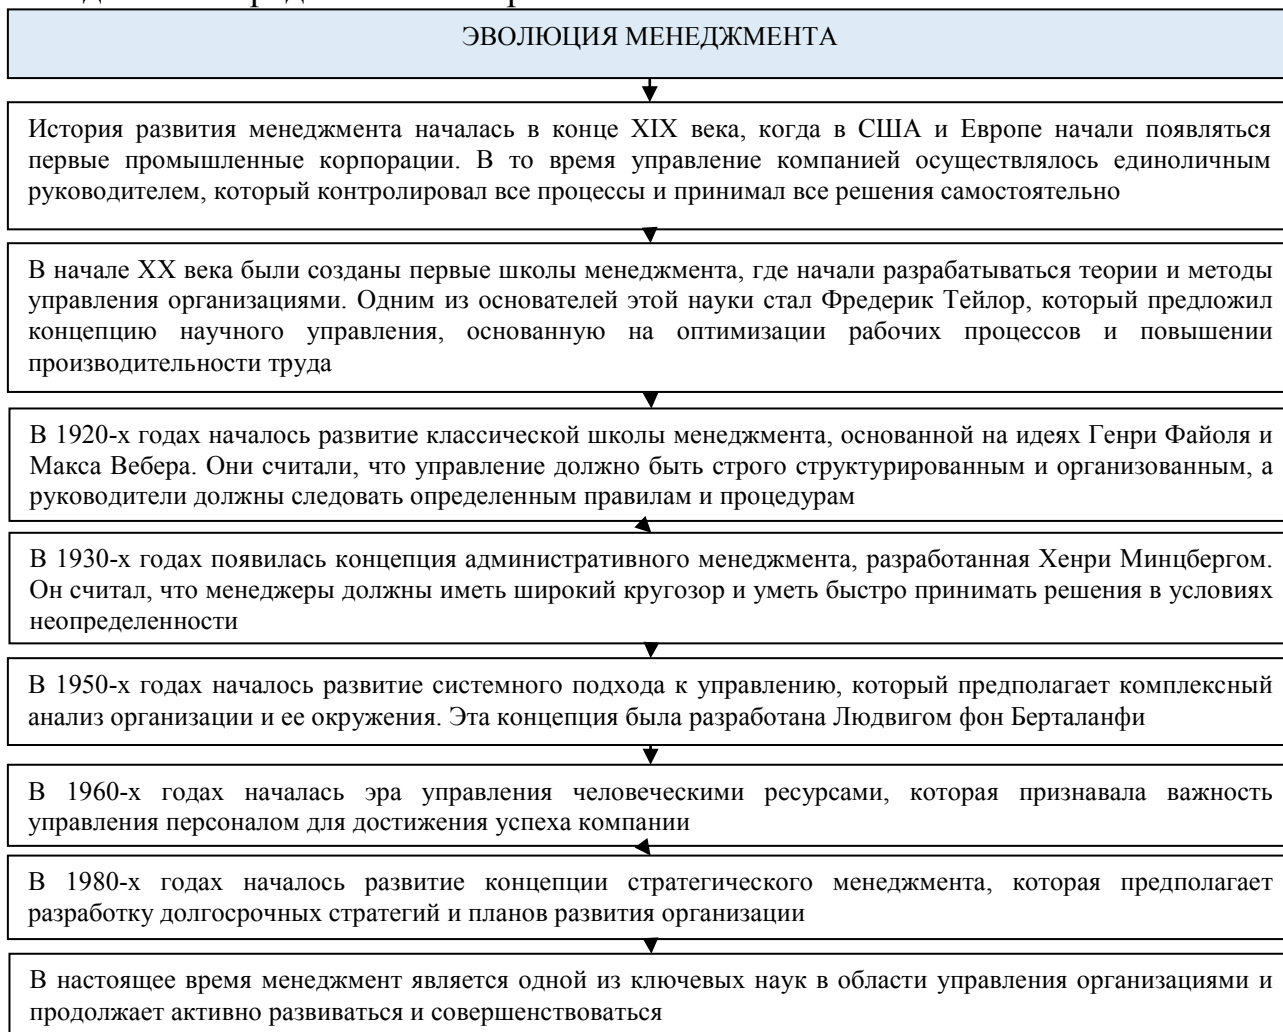 ЭВОЛЮЦИЯ МЕНЕДЖМЕНТА
История развития менеджмента началась в конце XIX века, когда в США и Европе начали появляться
первые промышленные корпорации. В то время управление компанией осуществлялось единоличным
руководителем, который контролировал все процессы и принимал все решения самостоятельно
В начале XX века были созданы первые школы менеджмента, где начали разрабатываться теории и методы
управления организациями. Одним из основателей этой науки стал Фредерик Тейлор, который предложил
концепцию научного управления, основанную на оптимизации рабочих процессов и повышении
производительности труда
В 1920-х годах началось развитие классической школы менеджмента, основанной на идеях Генри Файоля и
Макса Вебера. Они считали, что управление должно быть строго структурированным и организованным, а
руководители должны следовать определенным правилам и процедурам
В 1930-х годах появилась концепция административного менеджмента, разработанная Хенри Минцбергом.
Он считал, что менеджеры должны иметь широкий кругозор и уметь быстро принимать решения в условиях
неопределенности
В 1950-х годах началось развитие системного подхода к управлению, который предполагает комплексный
анализ организации и ее окружения. Эта концепция была разработана Людвигом фон Берталанфи
В 1960-х годах началась эра управления человеческими ресурсами, которая признавала важность
управления персоналом для достижения успеха компании
В 1980-х годах началось развитие концепции стратегического менеджмента, которая предполагает
разработку долгосрочных стратегий и планов развития организации
В настоящее время менеджмент является одной из ключевых наук в области управления организациями и
продолжает активно развиваться и совершенствоваться